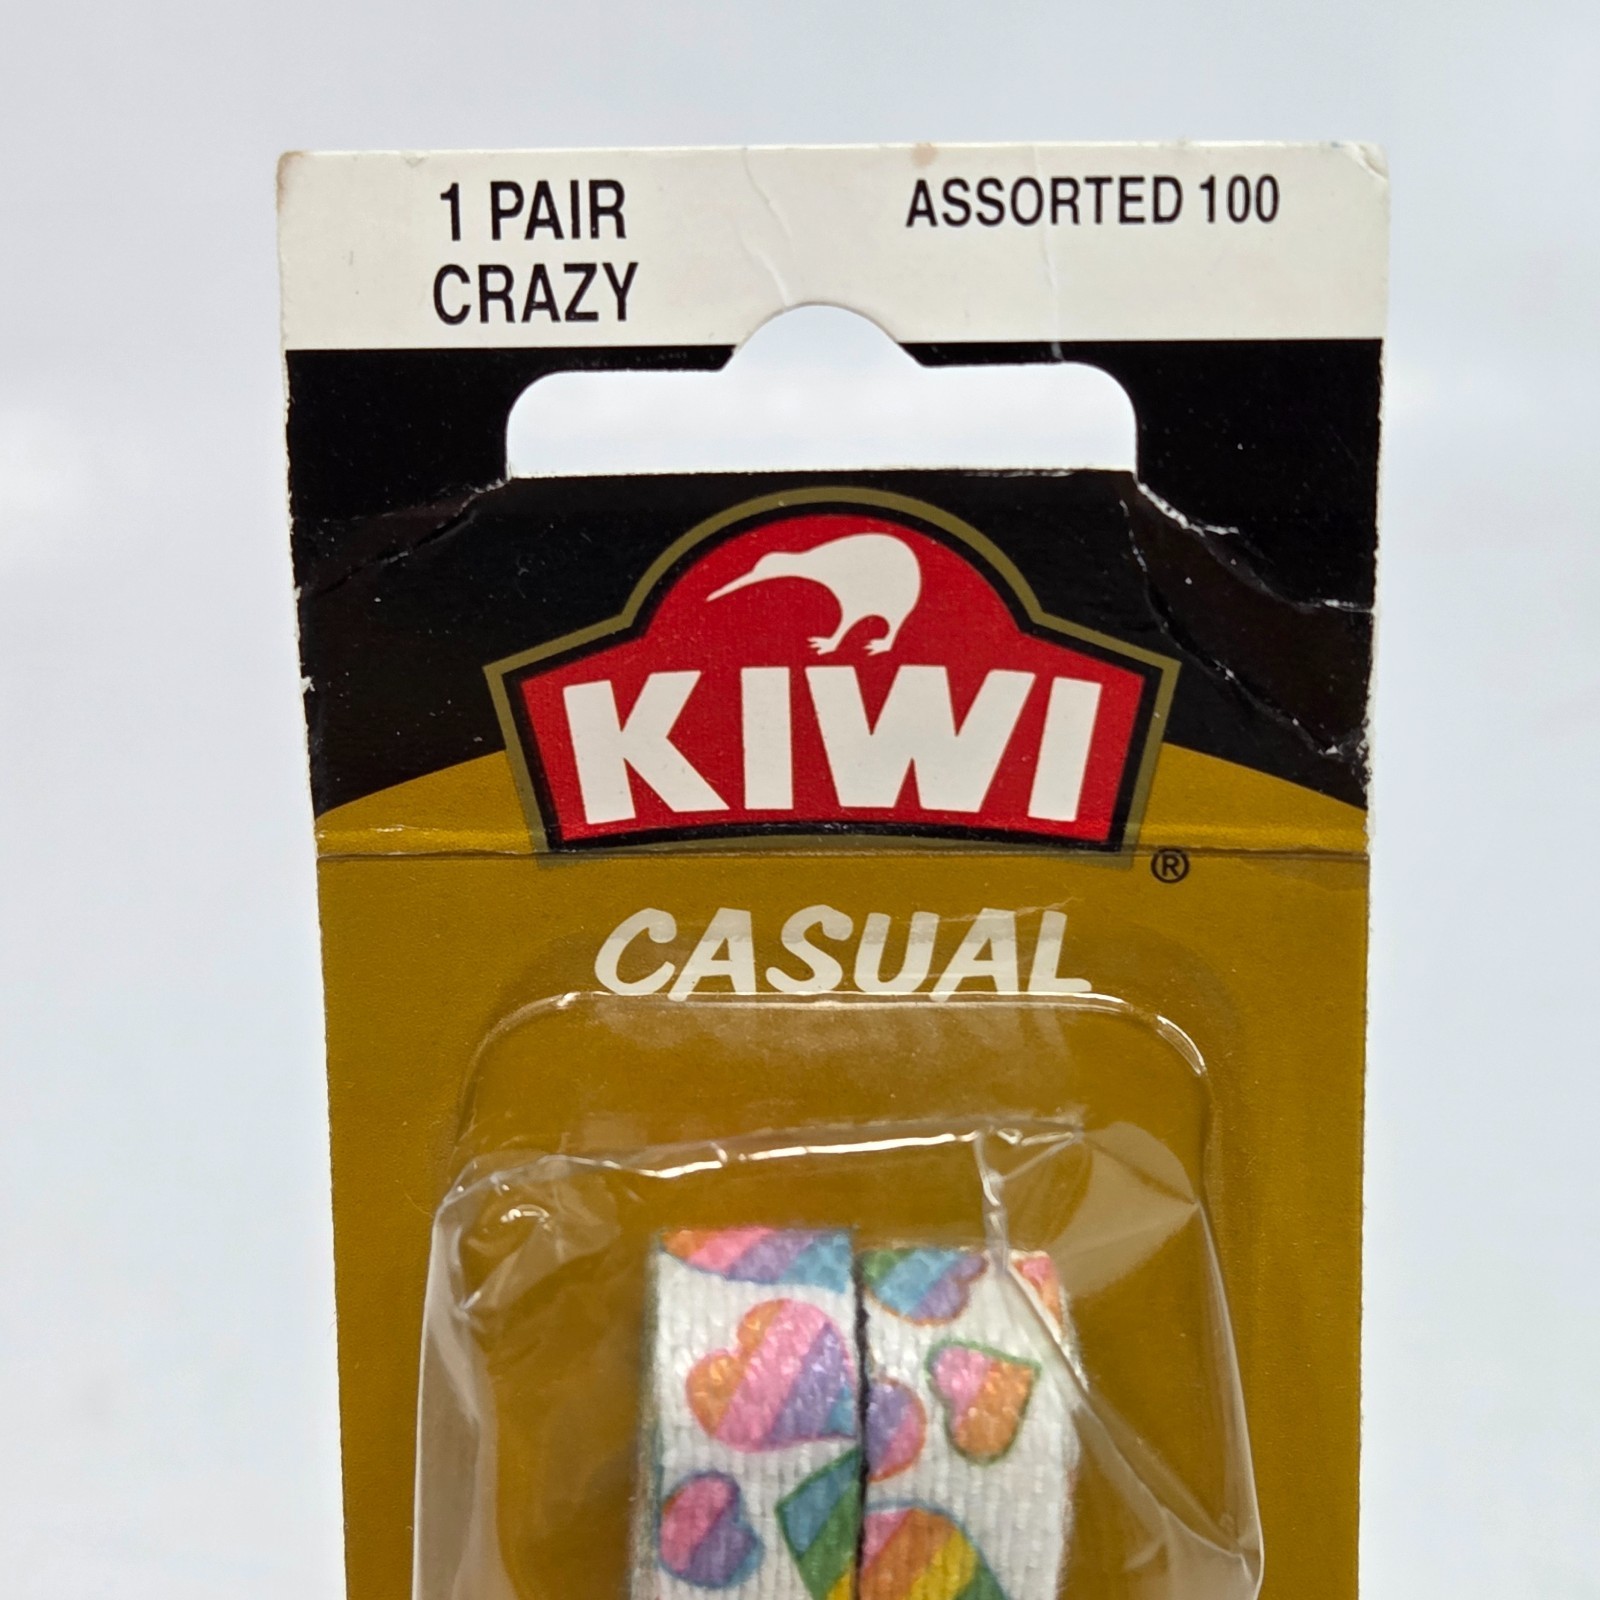 1 PAIR
CRAZY
ASSORTED 100
KIWI
®
CASUAL